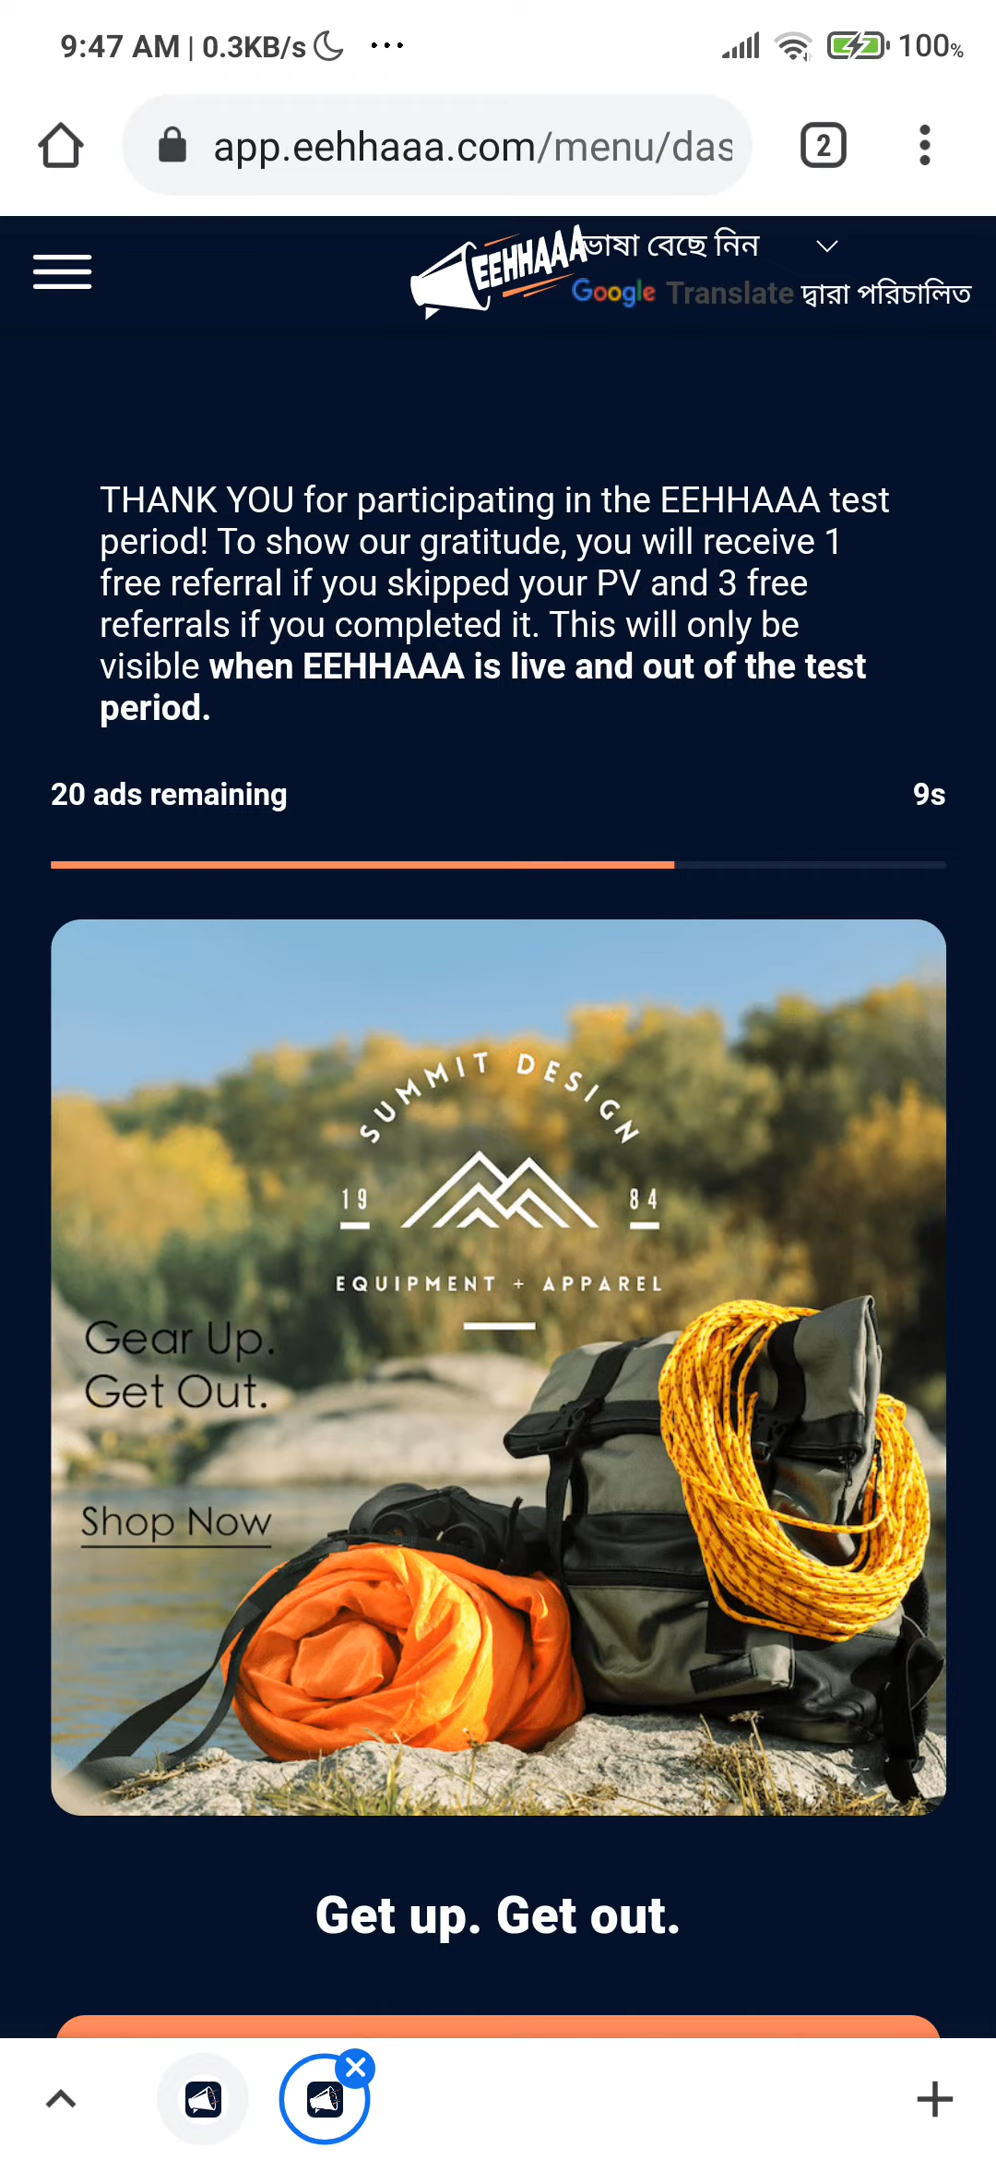 9:47 AM | 0.3KB/s ...
100%
app.eehhaaa.com/menu/das
2
EEHHAAA
ভাষা বেছে নিন
Google Translate দ্বারা পরিচালিত
THANK YOU for participating in the EEHHAAA test
period! To show our gratitude, you will receive 1
free referral if you skipped your PV and 3 free
referrals if you completed it. This will only be
visible when EEHHAAA is live and out of the test
period.
20 ads remaining
9s
SUMMIT DESIGN
19 84
EQUIPMENT + APPAREL
Gear Up.
Get Out.
Shop Now
Get up. Get out.